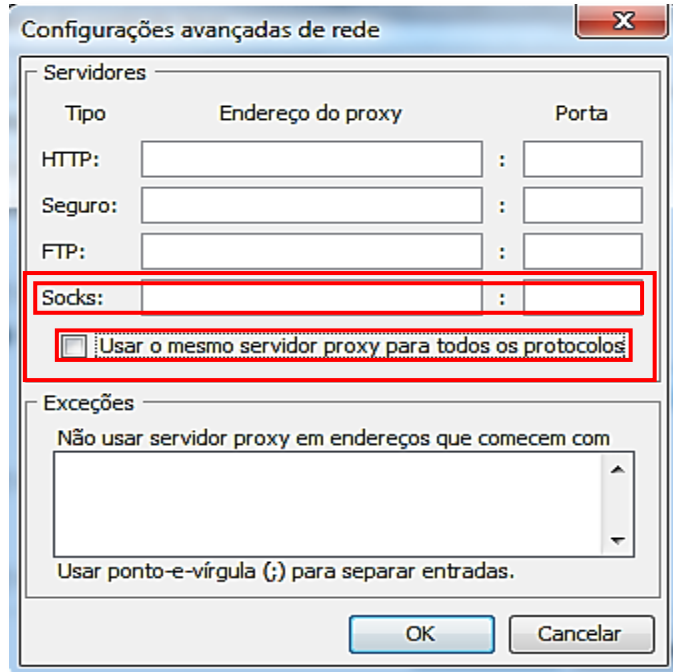 Configurações avançadas de rede
Servidores
Tipo Endereço do proxy Porta
HTTP: :
Seguro: :
FTP: :
Socks: :
Usar o mesmo servidor proxy para todos os protocolos
Exceções
Não usar servidor proxy em endereços que comecem com
Usar ponto-e-vírgula (;) para separar entradas.
OK Cancelar